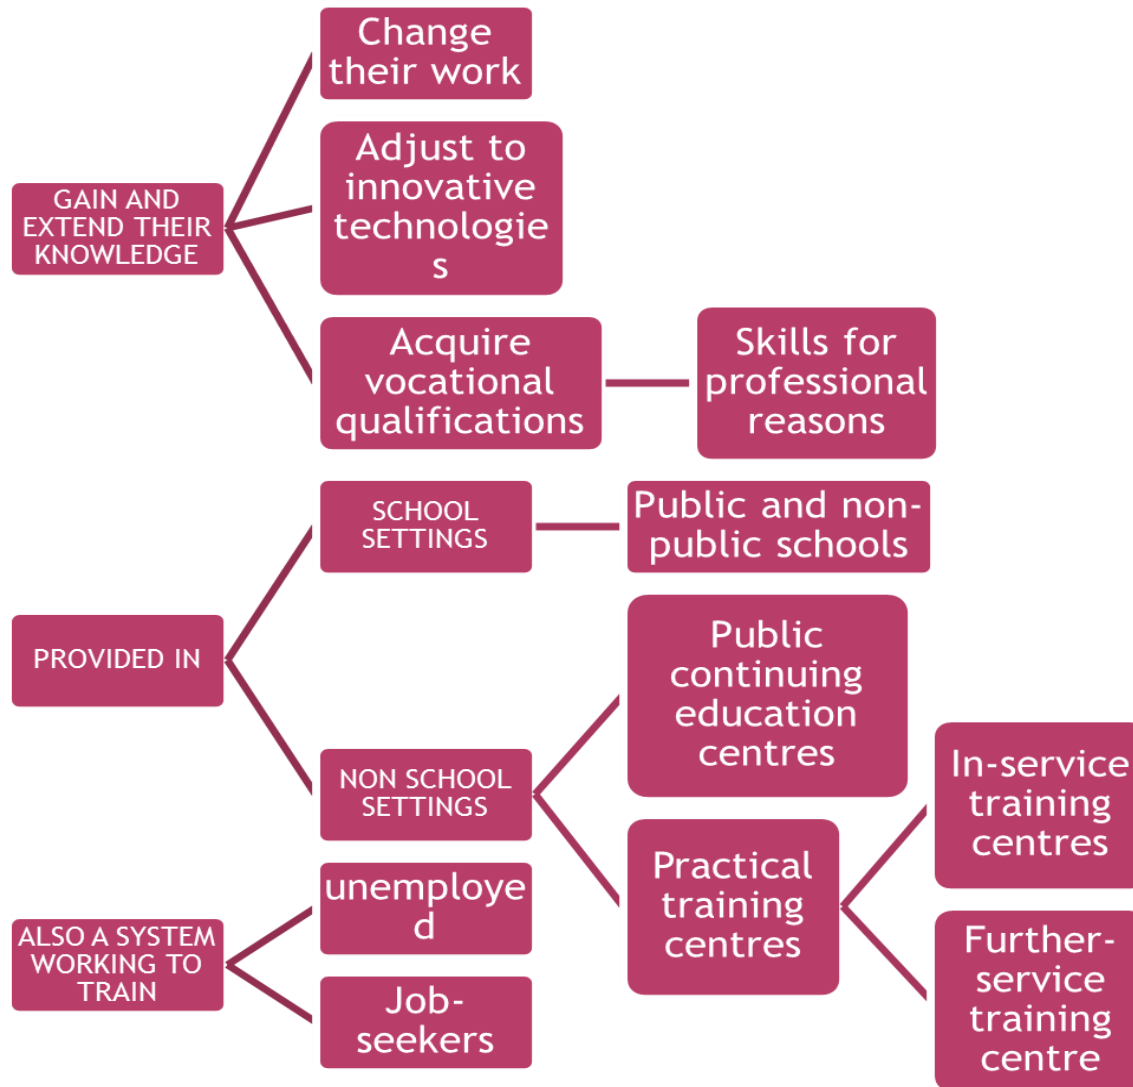 Change
their work
GAIN AND
EXTEND THEIR
KNOWLEDGE
Adjust to
innovative
technologie
s
Acquire
vocational
qualifications
Skills for
professional
reasons
PROVIDED IN
SCHOOL
SETTINGS
Public and non-
public schools
NON SCHOOL
SETTINGS
Public
continuing
education
centres
Practical
training
centres
In-service
training
centres
Further-
service
training
centre
ALSO A SYSTEM
WORKING TO
TRAIN
unemploye
d
Job-
seekers